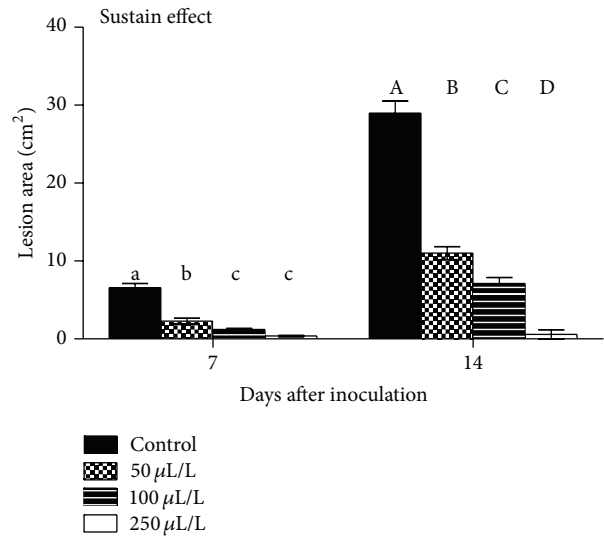 Sustain effect
40
30
20
10
0
Lesion area (cm²)
A B C D
a b c c
7 14
Days after inoculation
Control
50 μL/L
100 μL/L
250 μL/L